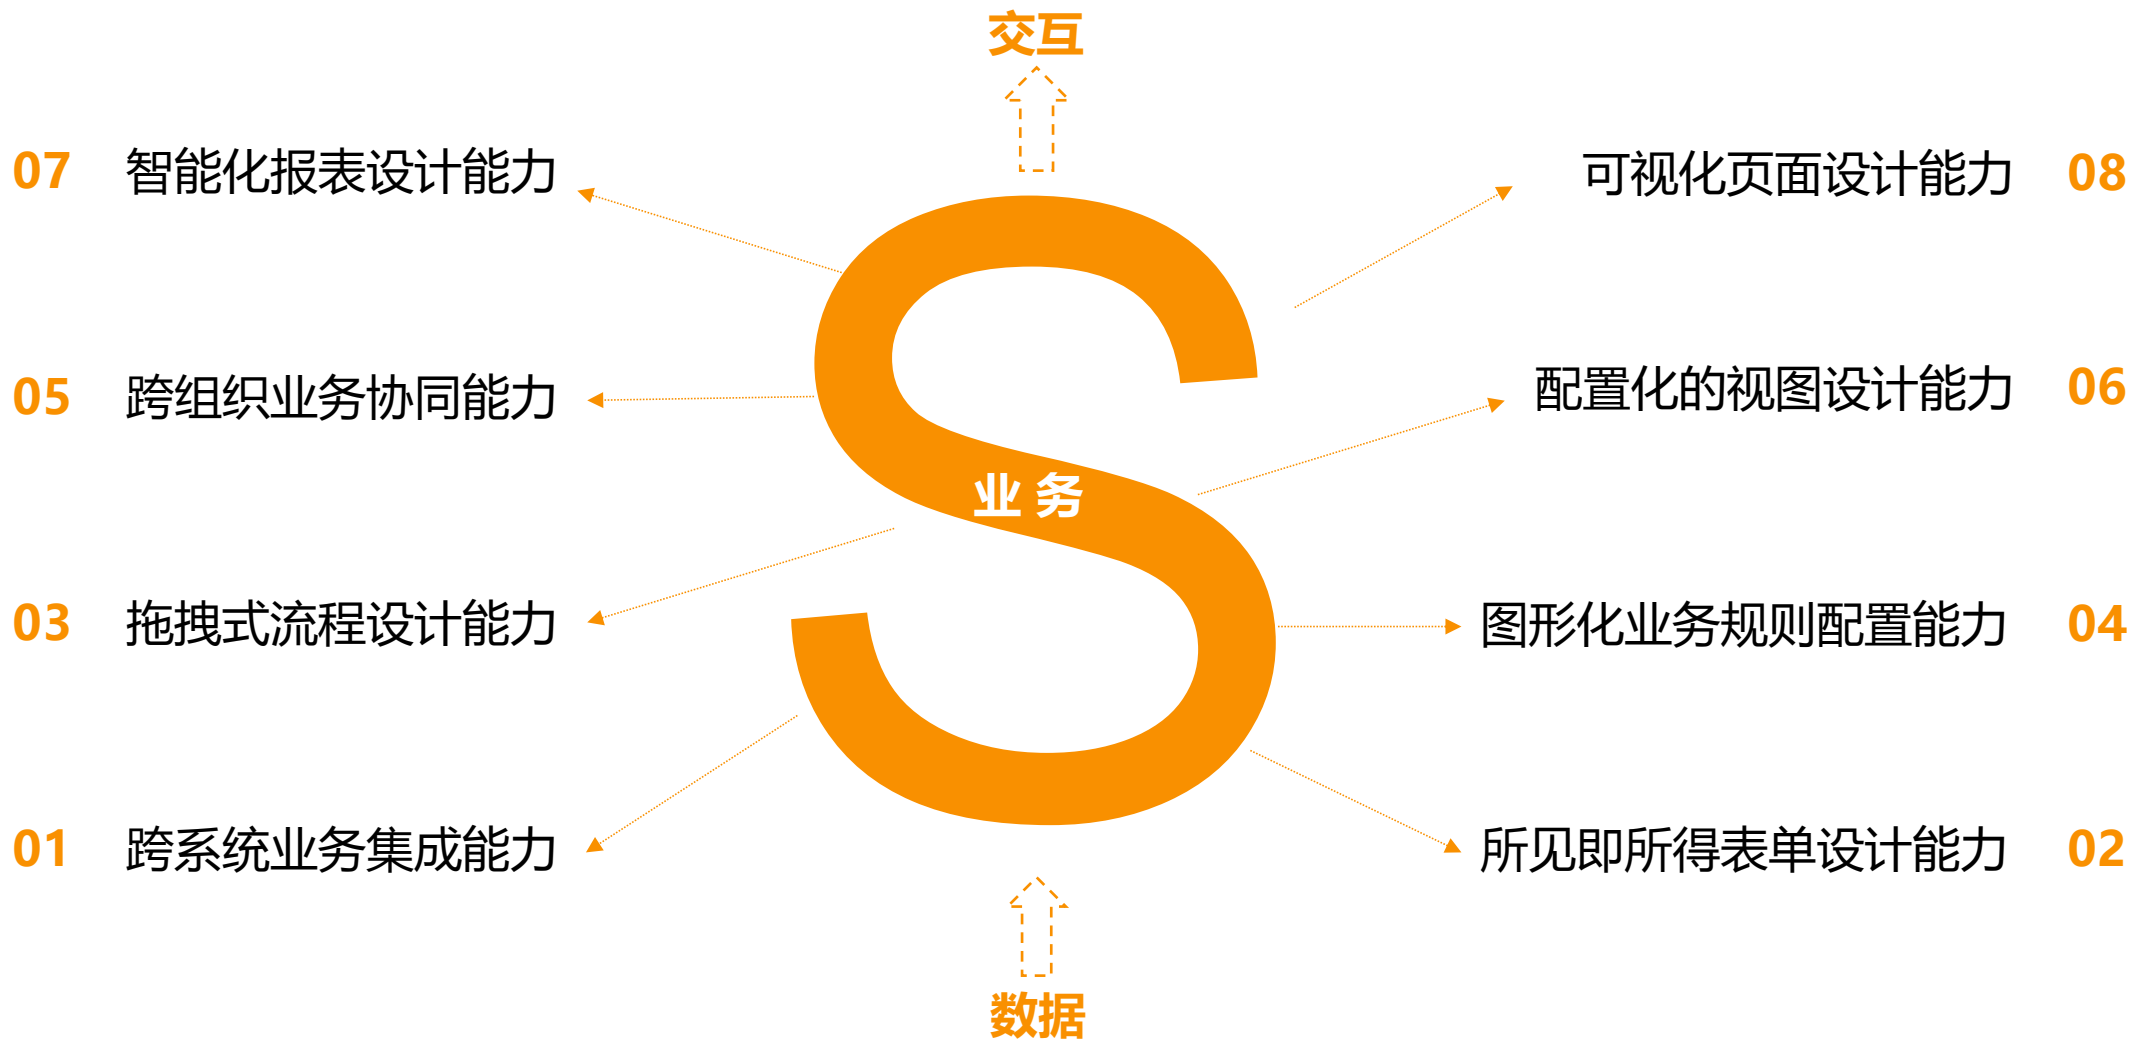 交互
07 智能化报表设计能力
可视化页面设计能力 08
05 跨组织业务协同能力
配置化的视图设计能力 06
S
业务
03 拖拽式流程设计能力
图形化业务规则配置能力 04
01 跨系统业务集成能力
所见即所得表单设计能力 02
数据